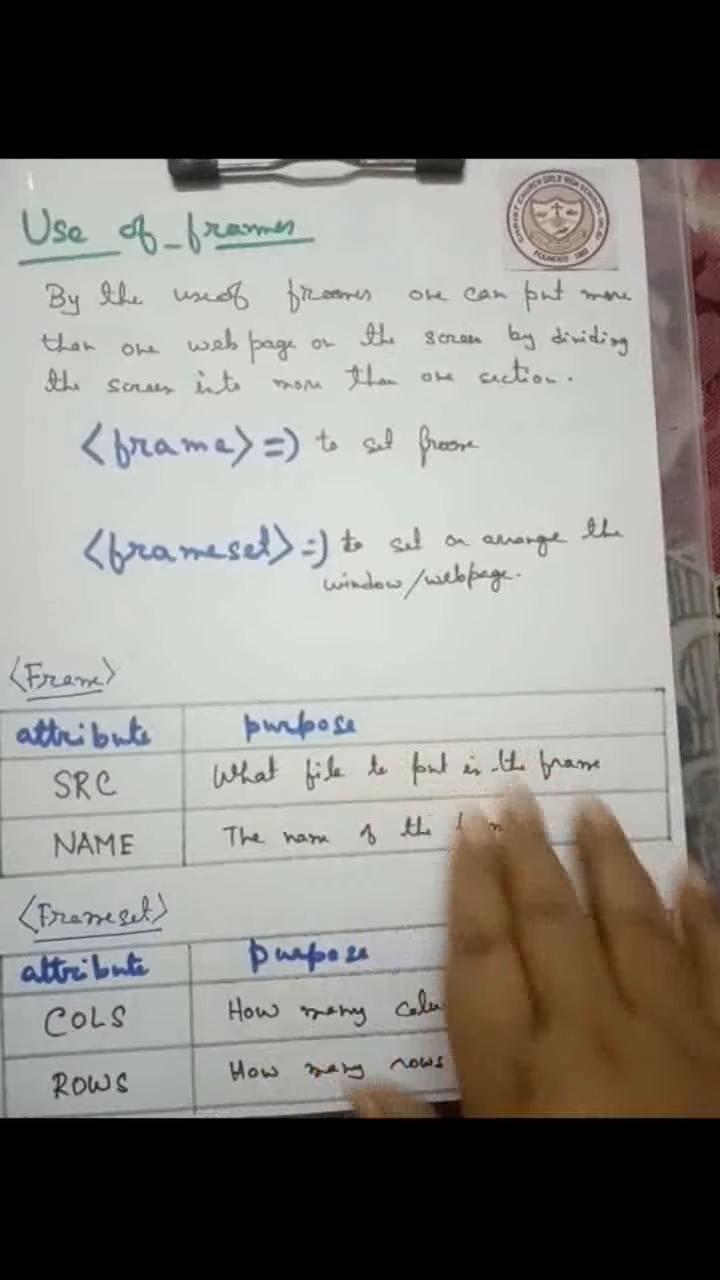 Use of frames
By the use of frames one can put more
than one web page on the screen by dividing
the screen into more than one section.
<frame> => to set frame
<frameset> => to set or arrange the
window/webpage.
<Frame>
attribute purpose
SRC What file to put in the frame
NAME The name of the
<Frameset>
attribute purpose
COLS How many
ROWS How many rows